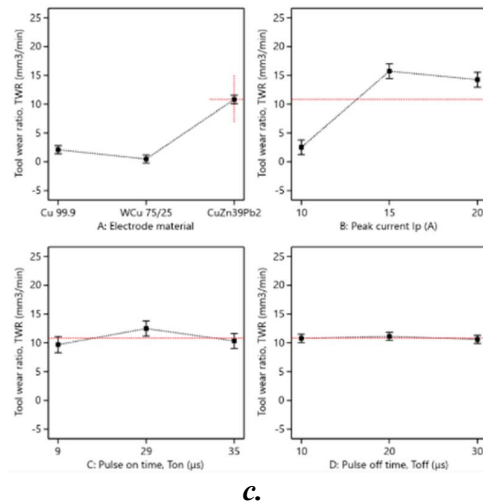 25
20
15
10
5
0
-5
Tool wear ratio, TWR (mm3/min)
Cu 99.9 WCu 75/25 CuZn39Pb2
A: Electrode material
25
20
15
10
5
0
-5
Tool wear ratio, TWR (mm3/min)
10 15 20
B: Peak current Ip (A)
25
20
15
10
5
0
-5
Tool wear ratio, TWR (mm3/min)
9 29 35
C: Pulse on time, Ton (µs)
25
20
15
10
5
0
-5
Tool wear ratio, TWR (mm3/min)
10 20 30
D: Pulse off time, Toff (µs)
c.